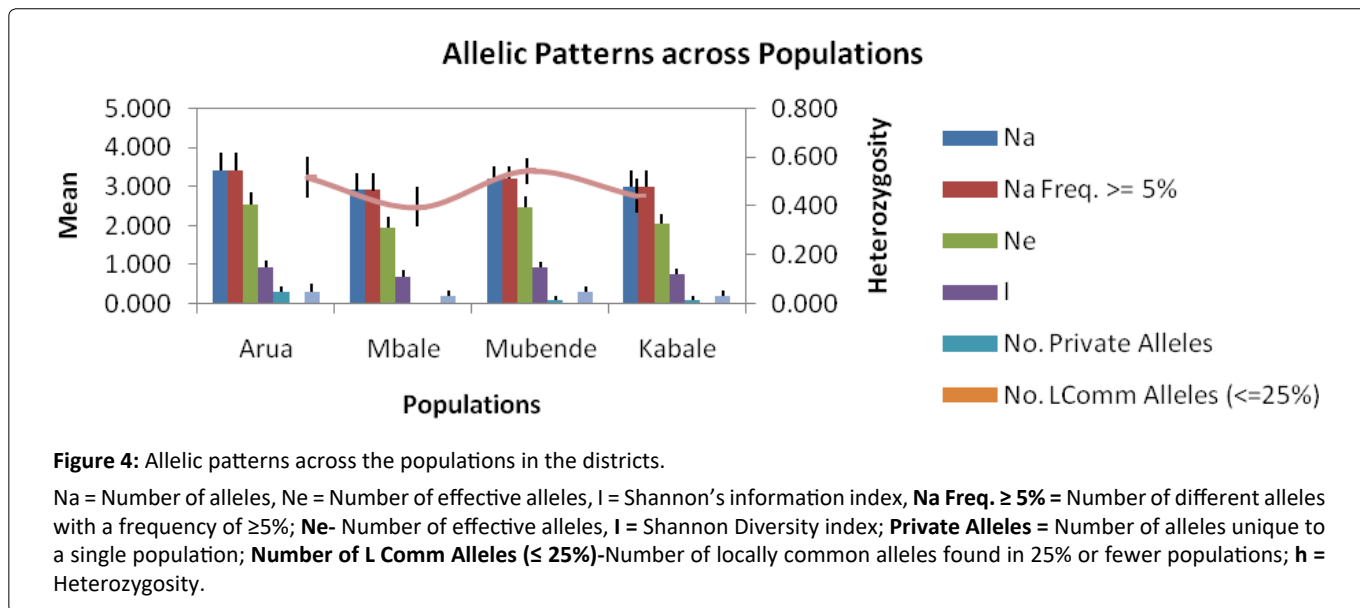 Allelic Patterns across Populations
5.000
4.000
3.000
2.000
1.000
0.000
Mean
0.800
0.600
0.400
0.200
0.000
Heterozygosity
Arua
Mbale
Mubende
Kabale
Populations
Na
Na Freq. >= 5%
Ne
I
No. Private Alleles
No. LComm Alleles (<=25%)
Figure 4: Allelic patterns across the populations in the districts.
Na = Number of alleles, Ne = Number of effective alleles, I = Shannon’s information index, Na Freq. ≥ 5% = Number of different alleles
with a frequency of ≥5%; Ne- Number of effective alleles, I = Shannon Diversity index; Private Alleles = Number of alleles unique to
a single population; Number of L Comm Alleles (≤ 25%)-Number of locally common alleles found in 25% or fewer populations; h =
Heterozygosity.